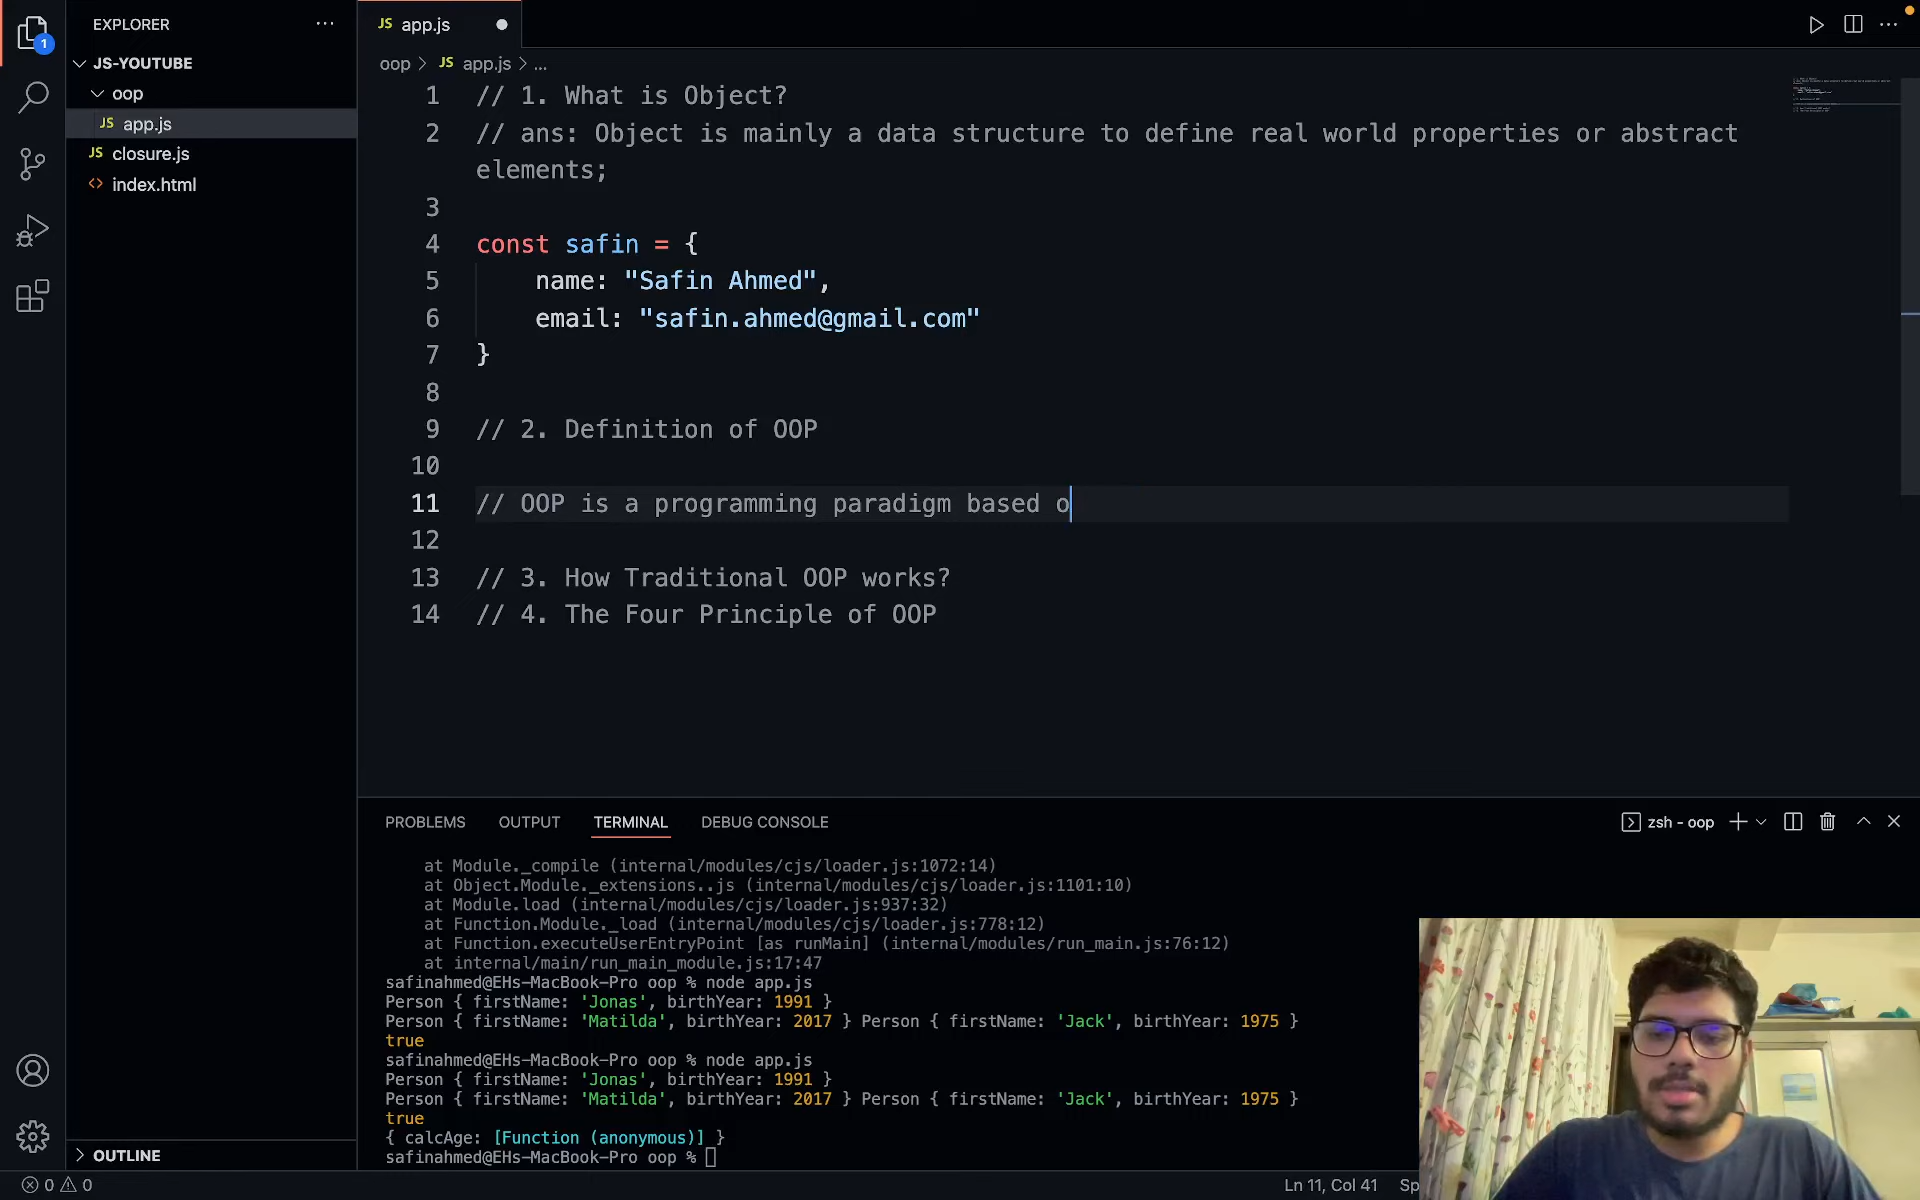 EXPLORER
JS-YOUTUBE
oop
JS app.js
JS closure.js
<> index.html
OUTLINE
1
JS app.js
oop > JS app.js > ...
1 // 1. What is Object?
2 // ans: Object is mainly a data structure to define real world properties or abstract
elements;
3
4 const safin = {
5 name: "Safin Ahmed",
6 email: "safin.ahmed@gmail.com"
7 }
8
9 // 2. Definition of OOP
10
11 // OOP is a programming paradigm based o
12
13 // 3. How Traditional OOP works?
14 // 4. The Four Principle of OOP
PROBLEMS OUTPUT TERMINAL DEBUG CONSOLE
zsh - oop
at Module._compile (internal/modules/cjs/loader.js:1072:14)
at Object.Module._extensions..js (internal/modules/cjs/loader.js:1101:10)
at Module.load (internal/modules/cjs/loader.js:937:32)
at Function.Module._load (internal/modules/cjs/loader.js:778:12)
at Function.executeUserEntryPoint [as runMain] (internal/modules/run_main.js:76:12)
at internal/main/run_main_module.js:17:47
safinahmed@EHs-MacBook-Pro oop % node app.js
Person { firstName: 'Jonas', birthYear: 1991 }
Person { firstName: 'Matilda', birthYear: 2017 } Person { firstName: 'Jack', birthYear: 1975 }
true
safinahmed@EHs-MacBook-Pro oop % node app.js
Person { firstName: 'Jonas', birthYear: 1991 }
Person { firstName: 'Matilda', birthYear: 2017 } Person { firstName: 'Jack', birthYear: 1975 }
true
{ calcAge: [Function (anonymous)] }
safinahmed@EHs-MacBook-Pro oop %
0 0
Ln 11, Col 41 Sp